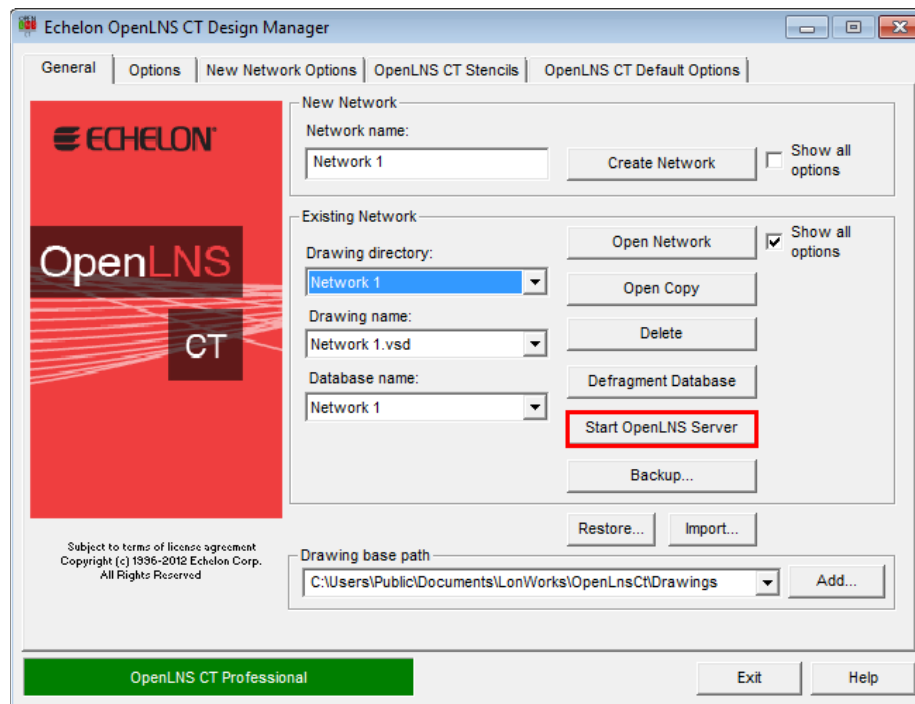 Echelon OpenLNS CT Design Manager
General Options New Network Options OpenLNS CT Stencils OpenLNS CT Default Options
ECHELON
OpenLNS
CT
Subject to terms of license agreement
Copyright (c) 1996-2012 Echelon Corp.
All Rights Reserved
New Network
Network name:
Network 1
Create Network
Show all
options
Existing Network
Drawing directory:
Network 1
Drawing name:
Network 1.vsd
Database name:
Network 1
Open Network
Show all
options
Open Copy
Delete
Defragment Database
Start OpenLNS Server
Backup...
Restore... Import...
Drawing base path
C:\Users\Public\Documents\LonWorks\OpenLnsCt\Drawings
Add...
OpenLNS CT Professional
Exit Help